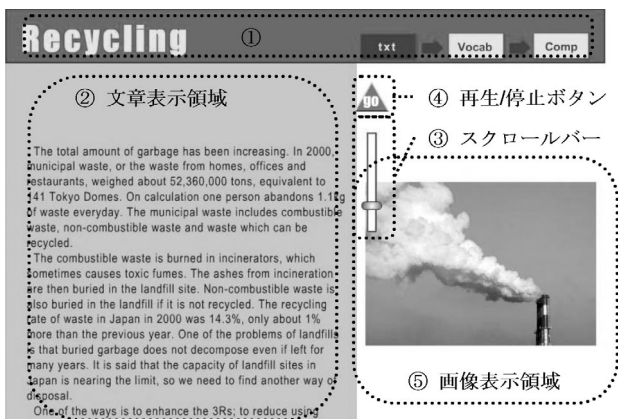 Recycling
①
txt
Vocab
Comp
② 文章表示領域
go
④ 再生/停止ボタン
③ スクロールバー
The total amount of garbage has been increasing. In 2000,
municipal waste, or the waste from homes, offices and
restaurants, weighed about 52,360,000 tons, equivalent to
141 Tokyo Domes. On calculation one person abandons 1.1kg
of waste everyday. The municipal waste includes combustible
waste, non-combustible waste and waste which can be
recycled.
The combustible waste is burned in incinerators, which
sometimes causes toxic fumes. The ashes from incineration
are then buried in the landfill site. Non-combustible waste is
also buried in the landfill if it is not recycled. The recycling
rate of waste in Japan in 2000 was 14.3%, only about 1%
more than the previous year. One of the problems of landfills
is that buried garbage does not decompose even if left for
many years. It is said that the capacity of landfill sites in
Japan is nearing the limit, so we need to find another way of
disposal.
One of the ways is to enhance the 3Rs; to reduce using
⑤ 画像表示領域